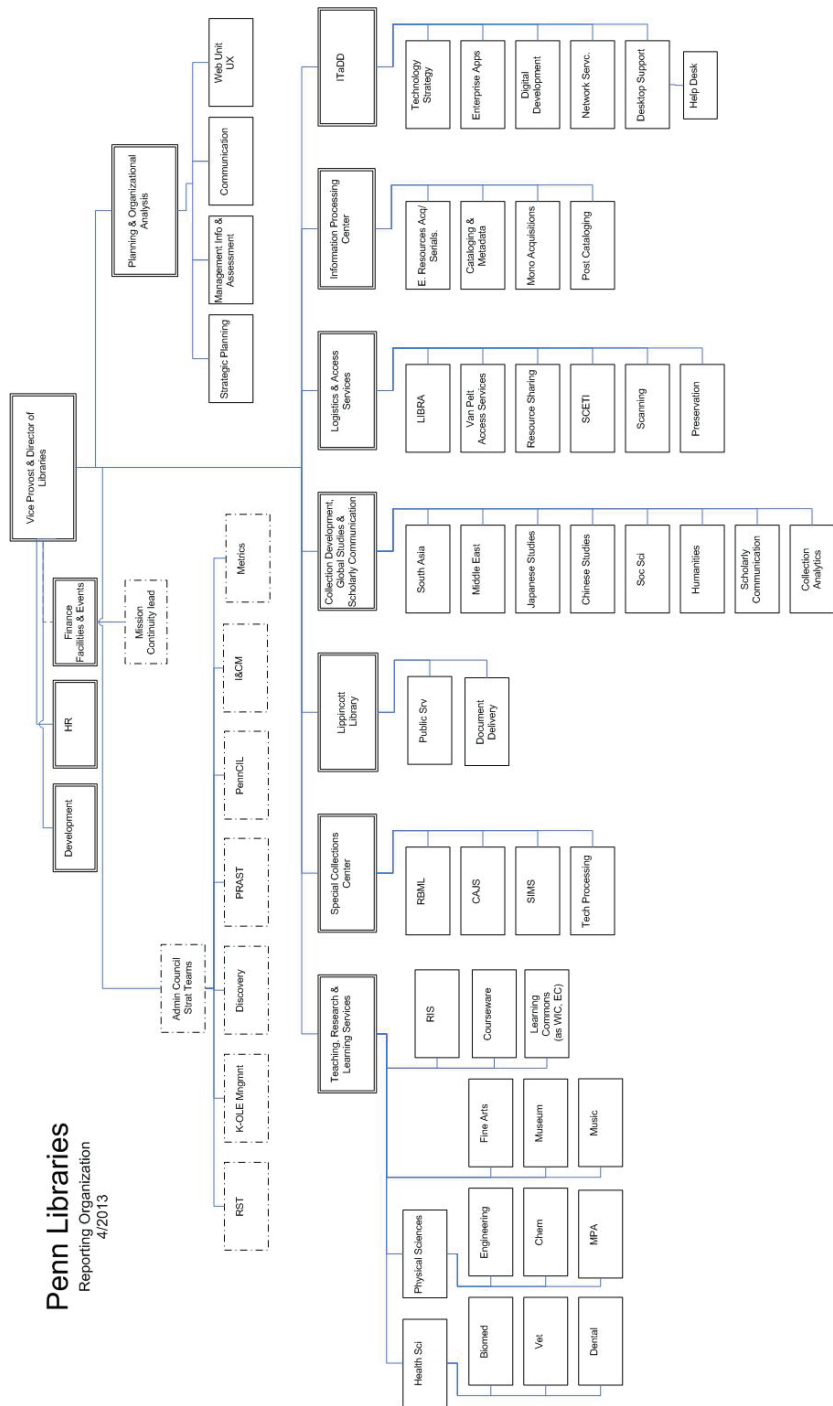 Penn Libraries
Reporting Organization
4/2013
Vice Provost & Director of
Libraries
Development
HR
Finance
Facilities & Events
Mission
Continuity lead
Planning & Organizational
Analysis
Strategic Planning
Management Info &
Assessment
Communication
Web Unit
UX
Admin Council
Strat Teams
RST
K-OLE Mngmnt
Discovery
PRAST
PennCIL
I&CM
Metrics
Teaching, Research &
Learning Services
Health Sci
Biomed
Vet
Dental
Physical Sciences
Engineering
Chem
MPA
Fine Arts
Museum
Music
RIS
Courseware
Learning
Commons
(as WIC, EC)
Special Collections
Center
RBML
CAJS
SIMS
Tech Processing
Lippincott
Library
Public Srv
Document
Delivery
Collection Development,
Global Studies &
Scholarly Communication
South Asia
Middle East
Japanese Studies
Chinese Studies
Soc Sci
Humanities
Scholarly
Communication
Collection
Analytics
Logistics & Access
Services
LIBRA
Van Pelt
Access Services
Resource Sharing
SCETI
Scanning
Preservation
Information Processing
Center
E. Resources Acq/
Serials.
Cataloging &
Metadata
Mono Acquisitions
Post Cataloging
ITaDD
Technology
Strategy
Enterprise Apps
Digital
Development
Network Servc.
Desktop Support
Help Desk